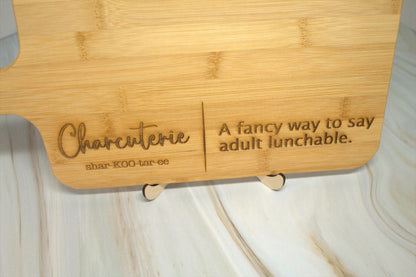 Charcuterie
shar·KOO·tar·ee
A fancy way to say
adult lunchable.